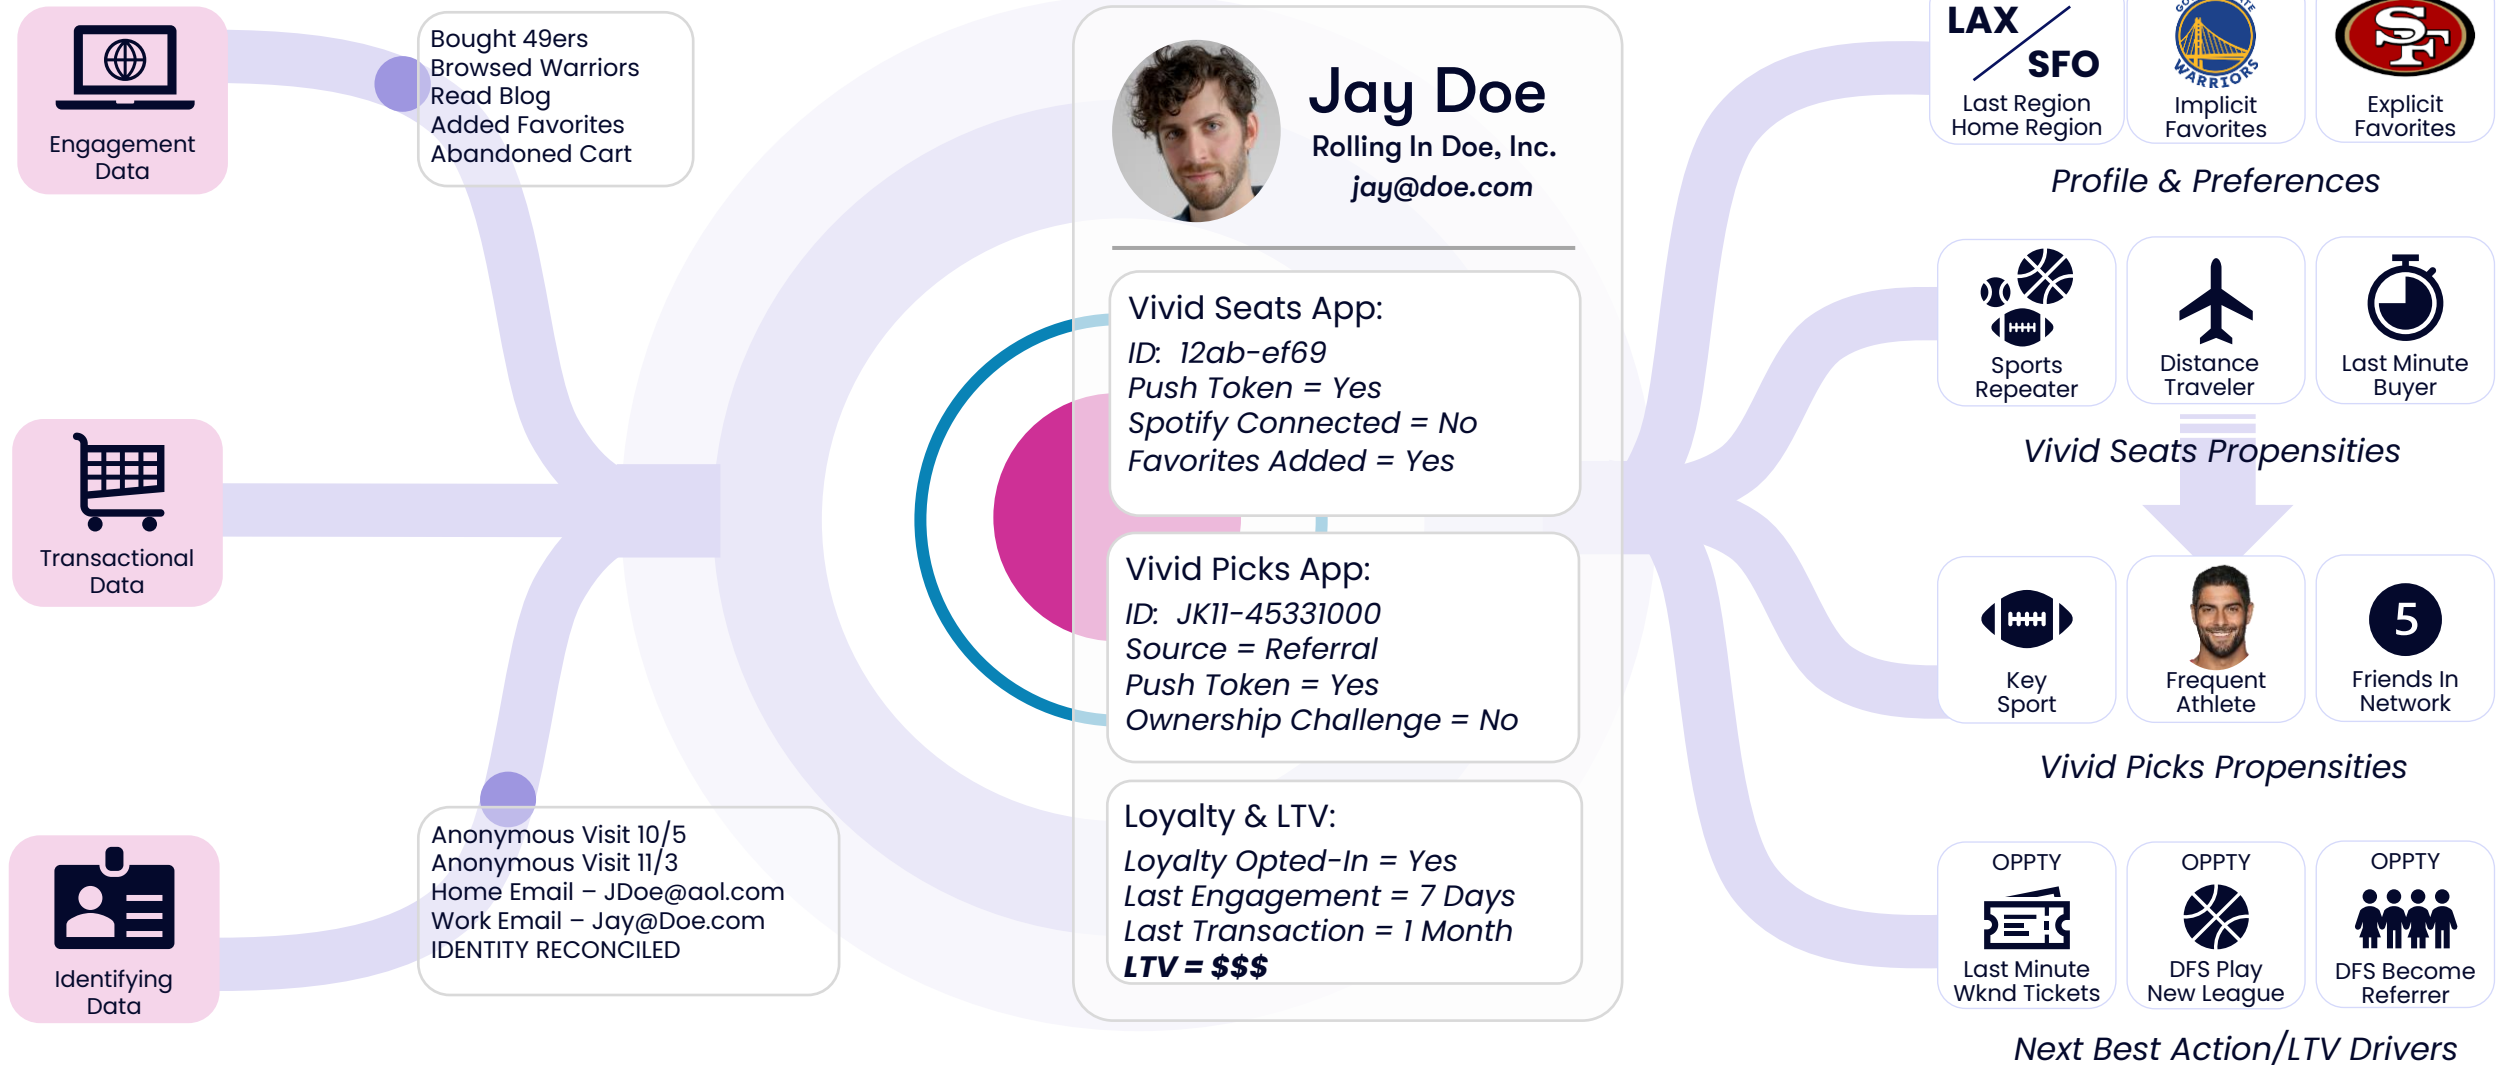 Engagement
Data
Bought 49ers
Browsed Warriors
Read Blog
Added Favorites
Abandoned Cart
Transactional
Data
Identifying
Data
Anonymous Visit 10/5
Anonymous Visit 11/3
Home Email – JDoe@aol.com
Work Email – Jay@Doe.com
IDENTITY RECONCILED
Jay Doe
Rolling In Doe, Inc.
jay@doe.com
Vivid Seats App:
ID: 12ab-ef69
Push Token = Yes
Spotify Connected = No
Favorites Added = Yes
Vivid Picks App:
ID: JK11-45331000
Source = Referral
Push Token = Yes
Ownership Challenge = No
Loyalty & LTV:
Loyalty Opted-In = Yes
Last Engagement = 7 Days
Last Transaction = 1 Month
LTV = $$$
LAX
SFO
Last Region
Home Region
WARRIORS
Implicit
Favorites
SF
Explicit
Favorites
Profile & Preferences
Sports
Repeater
Distance
Traveler
Last Minute
Buyer
Vivid Seats Propensities
Key
Sport
Frequent
Athlete
5
Friends In
Network
Vivid Picks Propensities
OPPTY
Last Minute
Wknd Tickets
OPPTY
DFS Play
New League
OPPTY
DFS Become
Referrer
Next Best Action/LTV Drivers